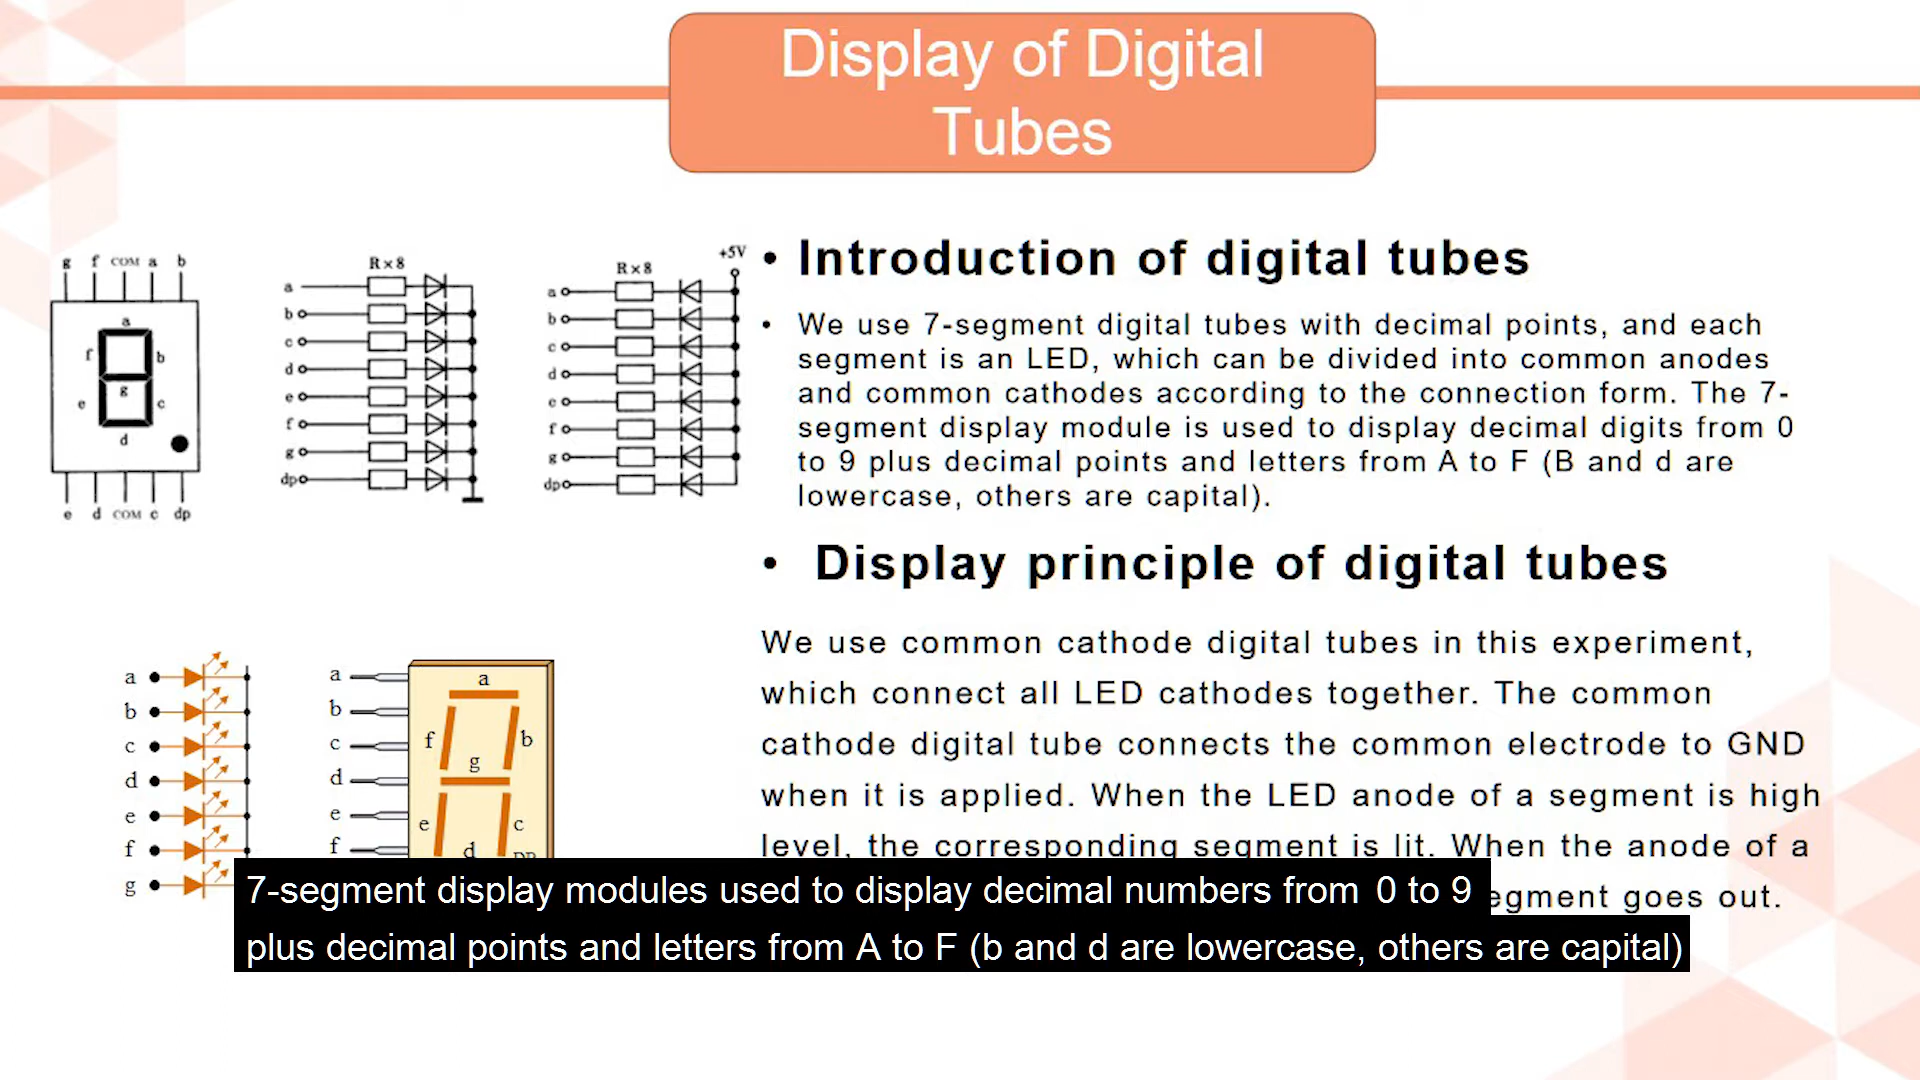 Display of Digital
Tubes
g f COM a b
a
f b
g
e c
d
e d COM c dp
R×8
a
b
c
d
e
f
g
dp
+5V
R×8
a
b
c
d
e
f
g
dp
• Introduction of digital tubes
• We use 7-segment digital tubes with decimal points, and each
segment is an LED, which can be divided into common anodes
and common cathodes according to the connection form. The 7-
segment display module is used to display decimal digits from 0
to 9 plus decimal points and letters from A to F (B and d are
lowercase, others are capital).
• Display principle of digital tubes
We use common cathode digital tubes in this experiment,
which connect all LED cathodes together. The common
cathode digital tube connects the common electrode to GND
when it is applied. When the LED anode of a segment is high
level, the corresponding segment is lit. When the anode of a
egment goes out.
a
b
c
d
e
f
g
a
b
c
d
e
f
a
f b
g
e c
d DP
7-segment display modules used to display decimal numbers from 0 to 9
plus decimal points and letters from A to F (b and d are lowercase, others are capital)